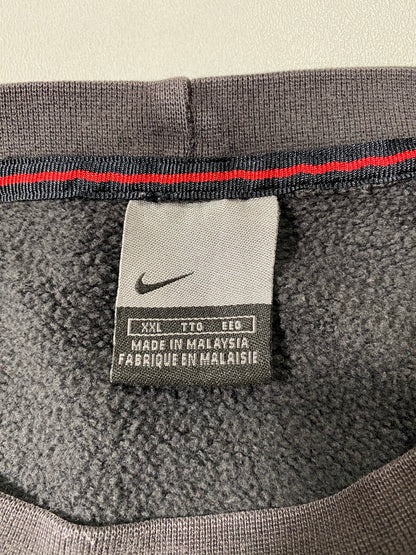 XXL TTG EEG
MADE IN MALAYSIA
FABRIQUE EN MALAISIE